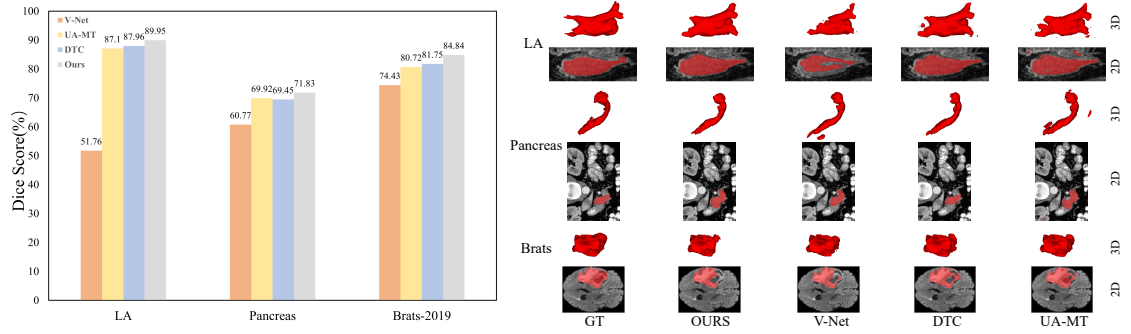 Dice Score(%)
100
90
80
70
60
50
40
30
20
10
0
V-Net
UA-MT
DTC
Ours
51.76
87.1
87.96
89.95
60.77
69.92
69.45
71.83
74.43
80.72
81.75
84.84
LA
Pancreas
Brats-2019
LA
3D
2D
Pancreas
3D
2D
Brats
3D
2D
GT
OURS
V-Net
DTC
UA-MT